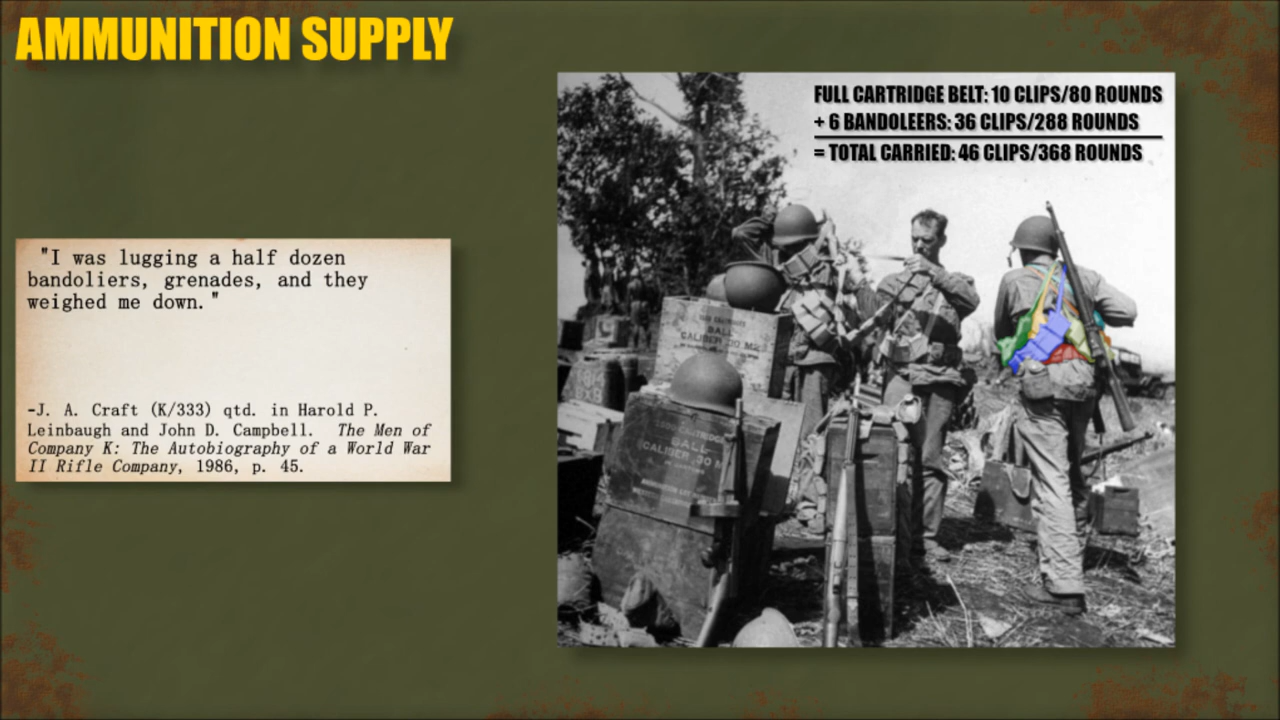 AMMUNITION SUPPLY
FULL CARTRIDGE BELT: 10 CLIPS/80 ROUNDS
+ 6 BANDOLEERS: 36 CLIPS/288 ROUNDS
= TOTAL CARRIED: 46 CLIPS/368 ROUNDS
"I was lugging a half dozen
bandoliers, grenades, and they
weighed me down."
-J. A. Craft (K/333) qtd. in Harold P.
Leinbaugh and John D. Campbell. The Men of
Company K: The Autobiography of a World War
II Rifle Company, 1986, p. 45.
BALL
CALIBER .30 M2
BALL
CALIBER .30 M